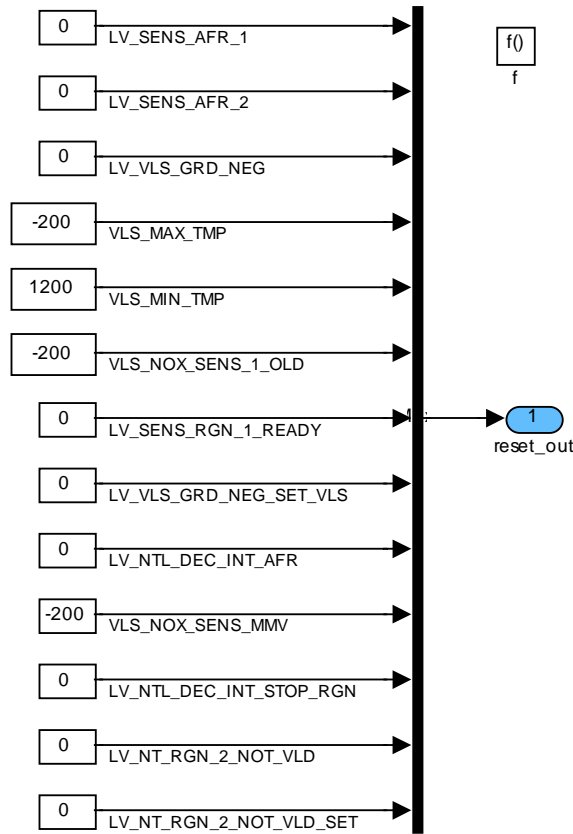 0
LV_SENS_AFR_1
f()
f
0
LV_SENS_AFR_2
0
LV_VLS_GRD_NEG
-200
VLS_MAX_TMP
1200
VLS_MIN_TMP
-200
VLS_NOX_SENS_1_OLD
0
LV_SENS_RGN_1_READY
1
reset_out
0
LV_VLS_GRD_NEG_SET_VLS
0
LV_NTL_DEC_INT_AFR
-200
VLS_NOX_SENS_MMV
0
LV_NTL_DEC_INT_STOP_RGN
0
LV_NT_RGN_2_NOT_VLD
0
LV_NT_RGN_2_NOT_VLD_SET